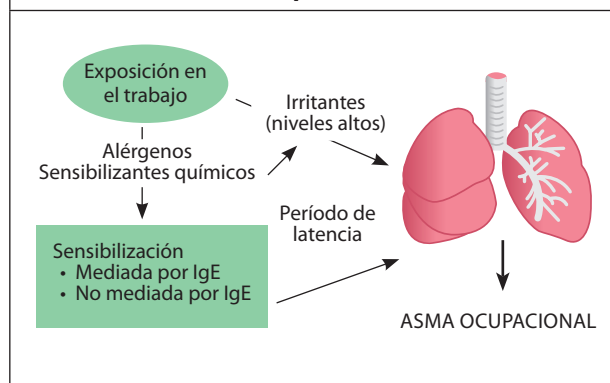 Exposición en
el trabajo
Irritantes
(niveles altos)
Alérgenos
Sensibilizantes químicos
Período de
latencia
Sensibilización
• Mediada por IgE
• No mediada por IgE
ASMA OCUPACIONAL